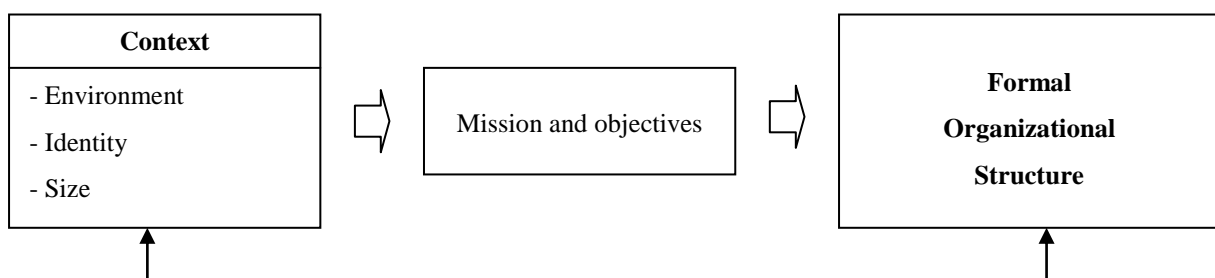 Context
- Environment
- Identity
- Size
Mission and objectives
Formal
Organizational
Structure